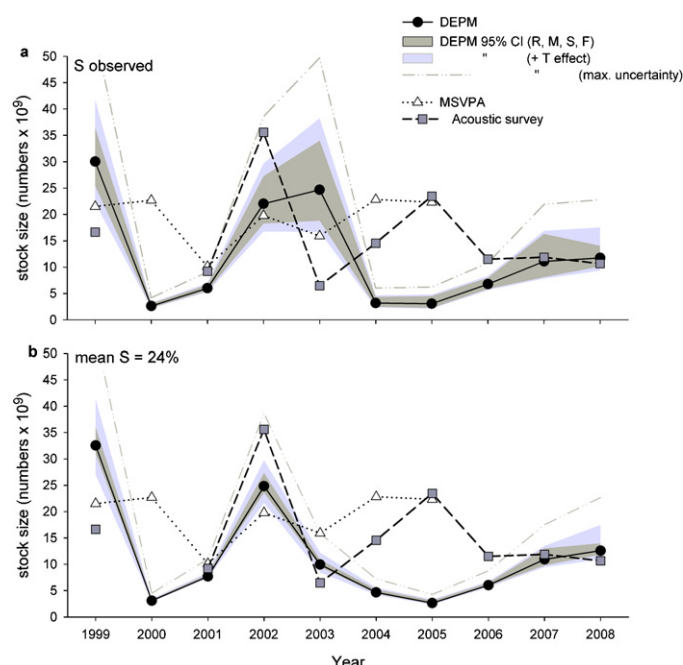 DEPM
DEPM 95% CI (R, M, S, F)
" (+ T effect)
" (max. uncertainty)
MSVPA
Acoustic survey
a
S observed
stock size (numbers x 10⁹)
50
45
40
35
30
25
20
15
10
5
0
b
mean S = 24%
stock size (numbers x 10⁹)
50
45
40
35
30
25
20
15
10
5
0
1999 2000 2001 2002 2003 2004 2005 2006 2007 2008
Year